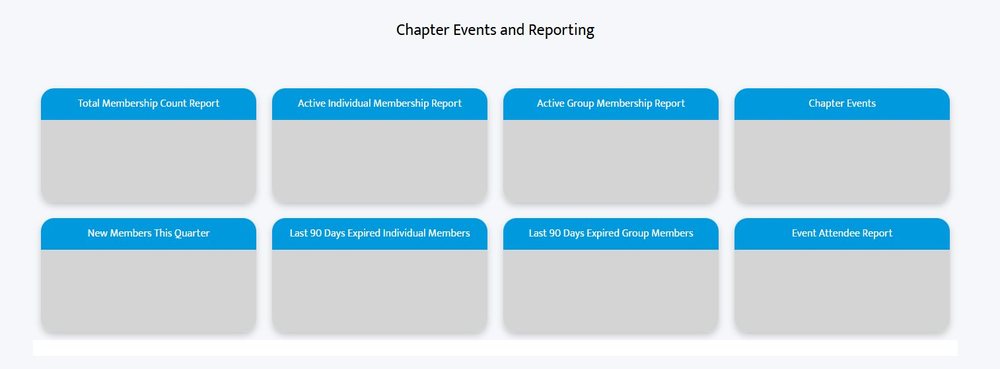 Chapter Events and Reporting
Total Membership Count Report
Active Individual Membership Report
Active Group Membership Report
Chapter Events
New Members This Quarter
Last 90 Days Expired Individual Members
Last 90 Days Expired Group Members
Event Attendee Report